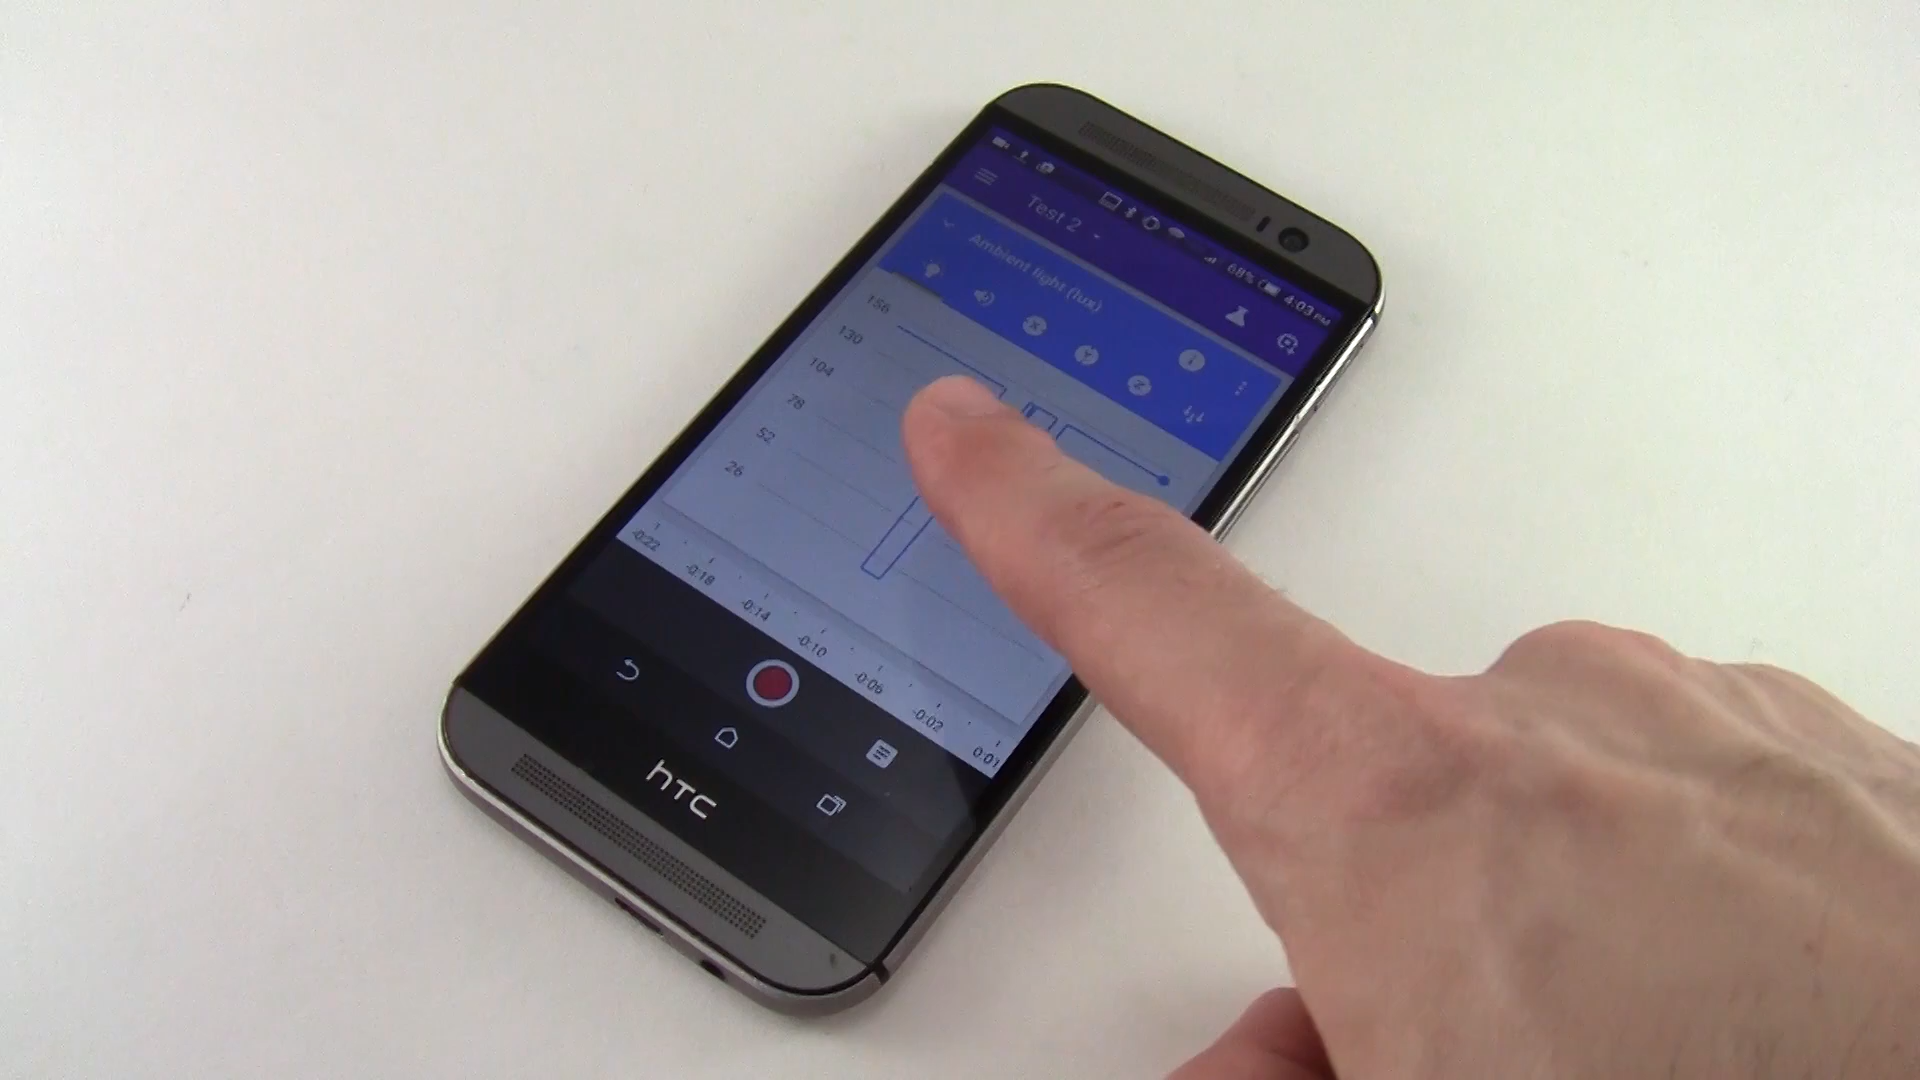 68% 4:03 PM
Test 2
Ambient light (lux)
X Y Z
156
130
104
78
52
26
-0:22 -0:18 -0:14 -0:10 -0:06 -0:02 0:01
hTC